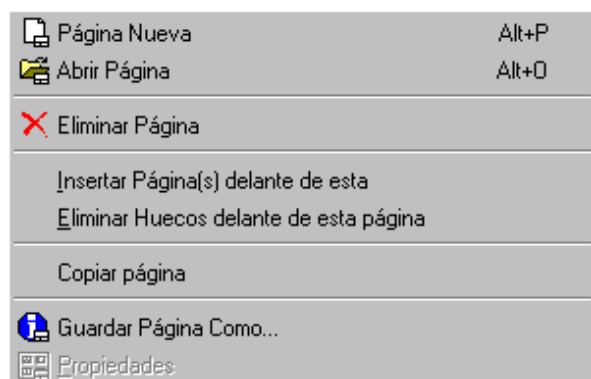 Página Nueva Alt+P
Abrir Página Alt+O
Eliminar Página
Insertar Página(s) delante de esta
Eliminar Huecos delante de esta página
Copiar página
Guardar Página Como...
Propiedades